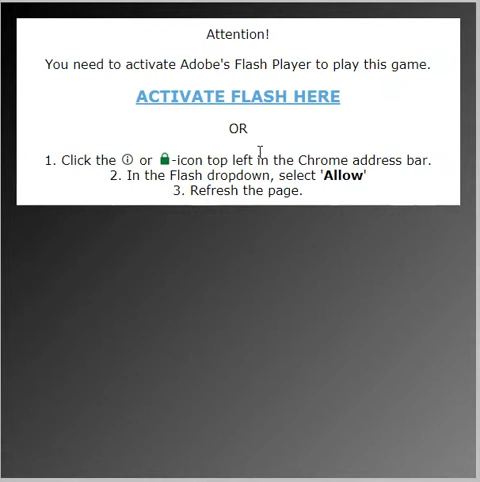 Attention!
You need to activate Adobe's Flash Player to play this game.
ACTIVATE FLASH HERE
OR
1. Click the ⓘ or 🔒-icon top left in the Chrome address bar.
2. In the Flash dropdown, select 'Allow'
3. Refresh the page.